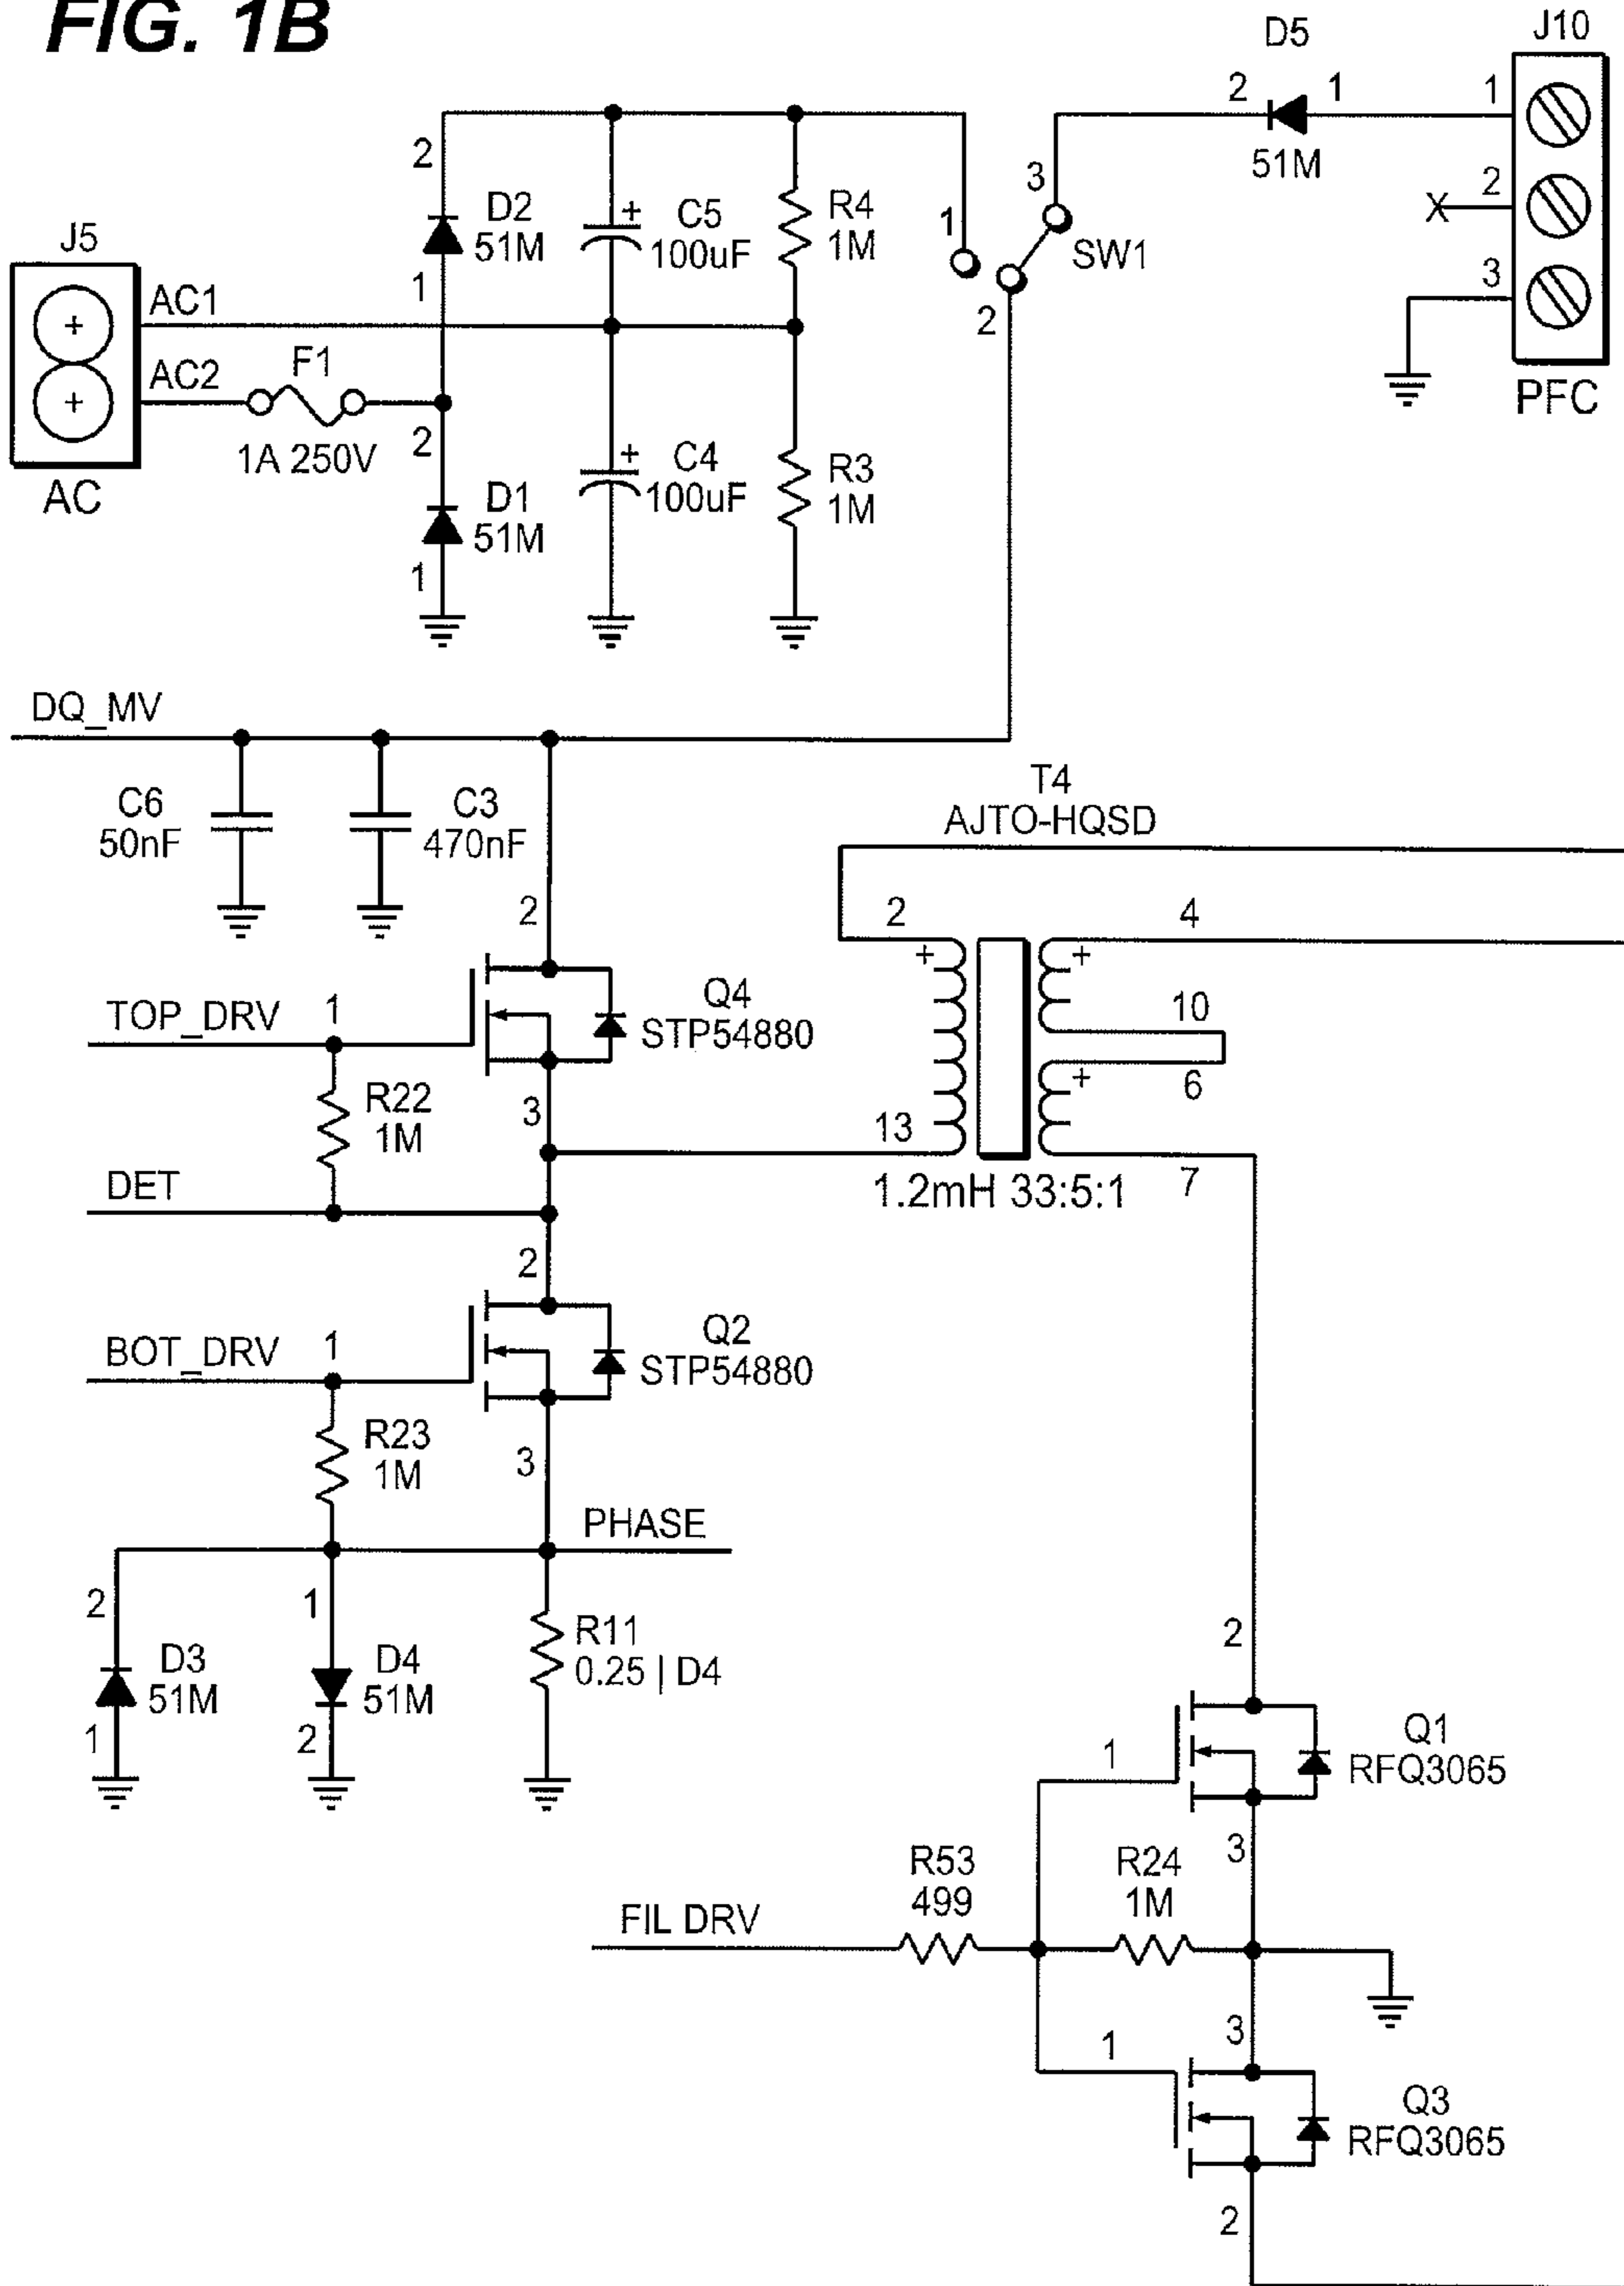 FIG. 1B
D5
J10
2
1
1
51M
2
3
PFC
2
D2
51M
1
C5
100uF
+
R4
1M
1
3
SW1
2
J5
+
+
AC
AC1
AC2
F1
1A 250V
2
D1
51M
1
C4
100uF
+
R3
1M
DQ_MV
C6
50nF
C3
470nF
T4
AJTO-HQSD
2
+
4
+
10
+
6
13
7
1.2mH 33:5:1
2
TOP_DRV
1
Q4
STP54880
R22
1M
3
DET
2
BOT_DRV
1
Q2
STP54880
R23
1M
3
PHASE
2
D3
51M
1
1
D4
51M
2
R11
0.25 | D4
2
1
Q1
RFQ3065
3
R53
499
R24
1M
FIL DRV
1
3
Q3
RFQ3065
2
X